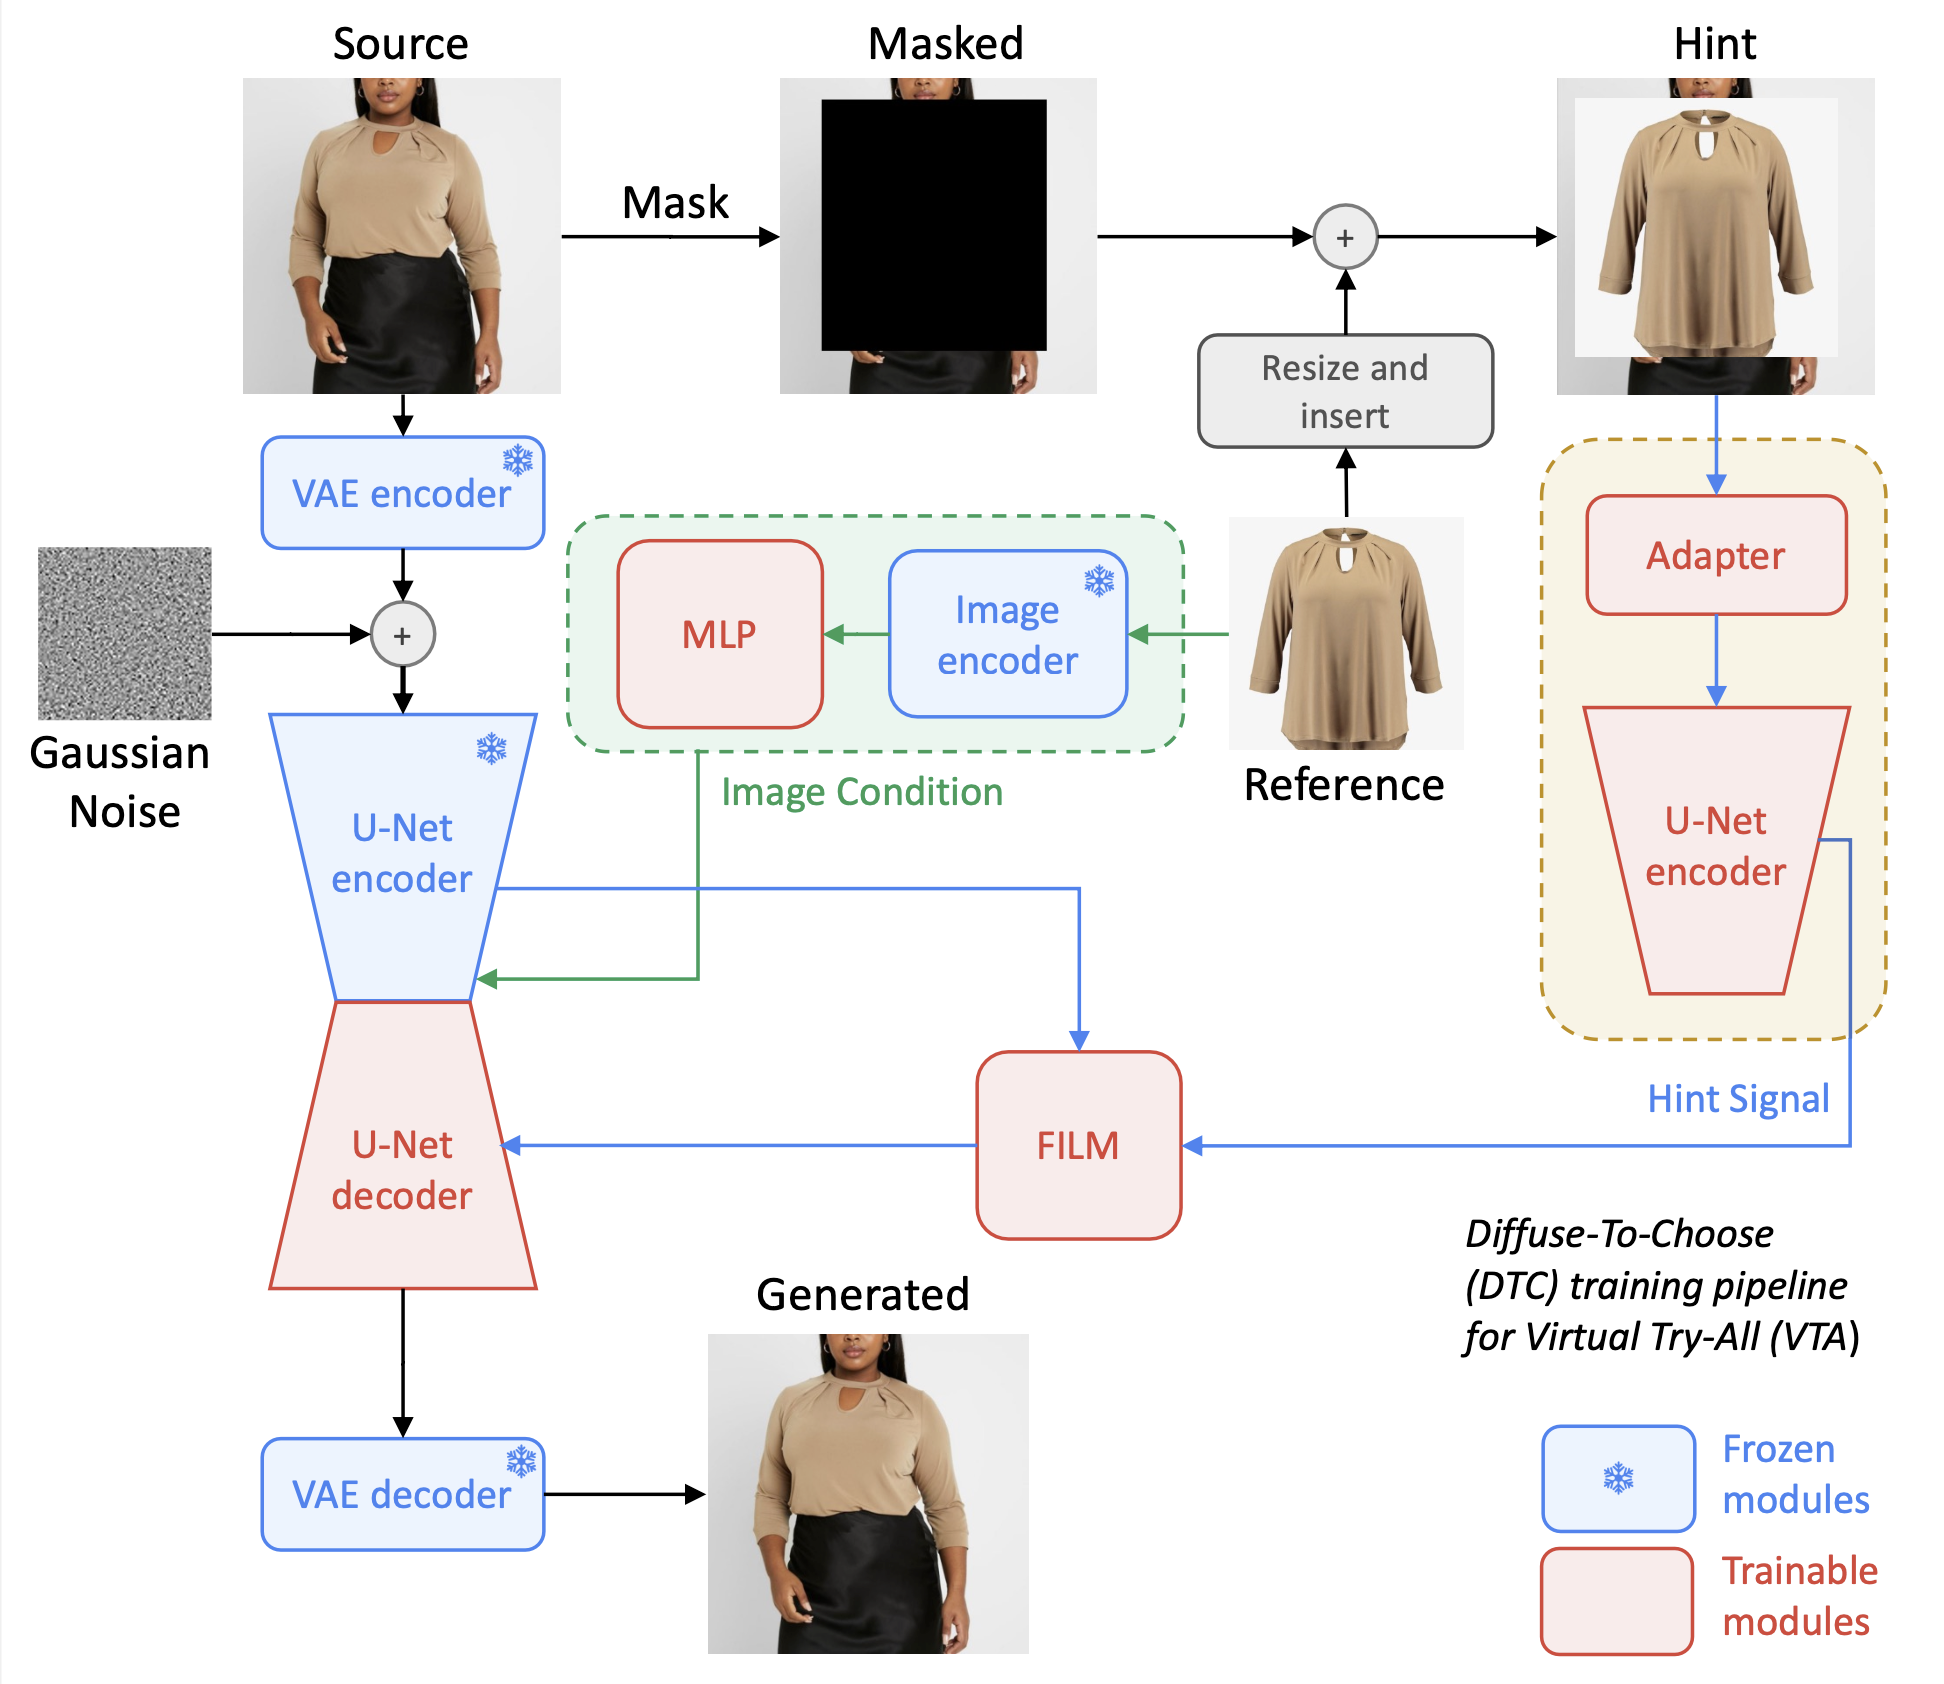 Source
Masked
Hint
Mask
+
Resize and
insert
VAE encoder
Adapter
MLP
Image
encoder
+
Gaussian
Noise
Image Condition
Reference
U-Net
encoder
U-Net
encoder
Hint Signal
U-Net
decoder
FILM
Diffuse-To-Choose
(DTC) training pipeline
for Virtual Try-All (VTA)
Generated
VAE decoder
Frozen
modules
Trainable
modules